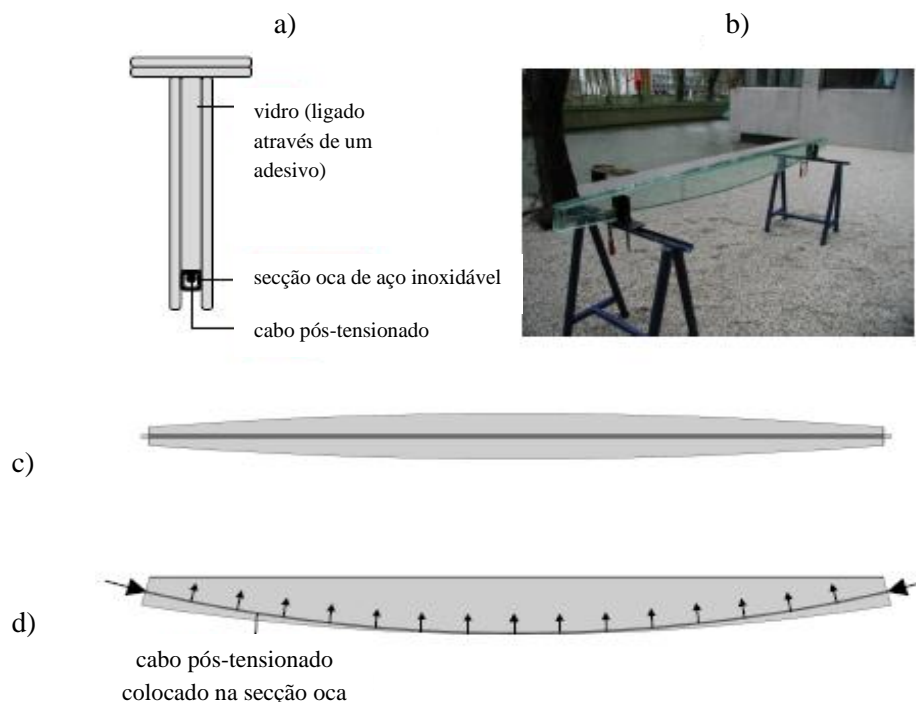 a)
b)
vidro (ligado
através de um
adesivo)
secção oca de aço inoxidável
cabo pós-tensionado
c)
d)
cabo pós-tensionado
colocado na secção oca